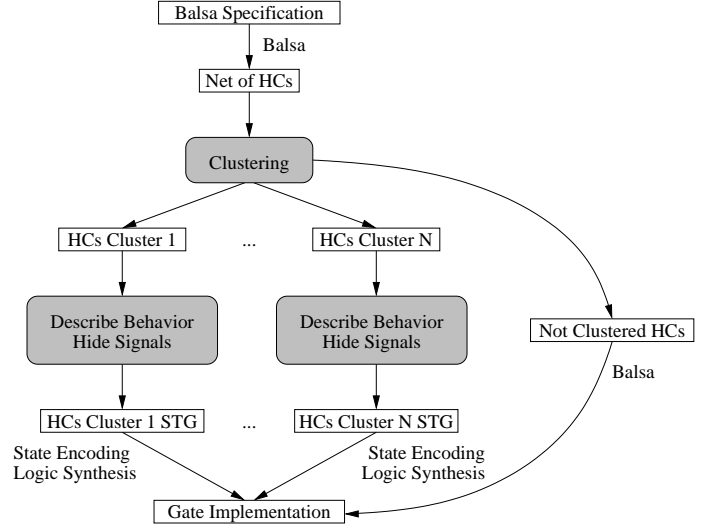 Balsa Specification
Balsa
Net of HCs
Clustering
HCs Cluster 1
...
HCs Cluster N
Describe Behavior
Hide Signals
Describe Behavior
Hide Signals
Not Clustered HCs
Balsa
HCs Cluster 1 STG
...
HCs Cluster N STG
State Encoding
Logic Synthesis
State Encoding
Logic Synthesis
Gate Implementation